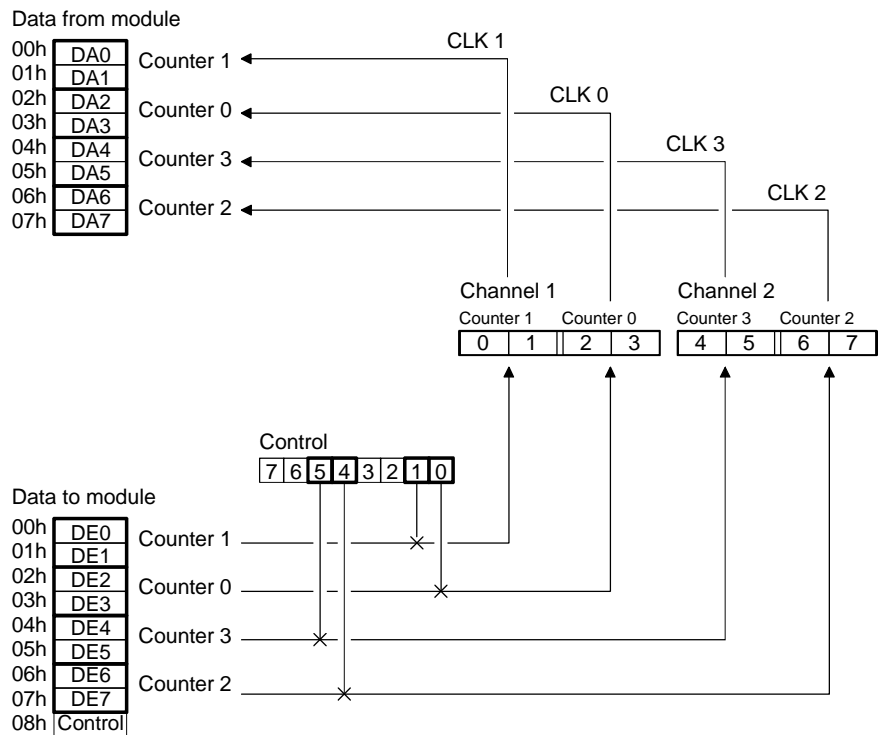 Data from module
00h DA0 Counter 1
01h DA1
02h DA2 Counter 0
03h DA3
04h DA4 Counter 3
05h DA5
06h DA6 Counter 2
07h DA7
CLK 1
CLK 0
CLK 3
CLK 2
Channel 1 Channel 2
Counter 1 Counter 0 Counter 3 Counter 2
0 1 2 3 4 5 6 7
Control
7 6 5 4 3 2 1 0
Data to module
00h DE0 Counter 1
01h DE1
02h DE2 Counter 0
03h DE3
04h DE4 Counter 3
05h DE5
06h DE6 Counter 2
07h DE7
08h Control